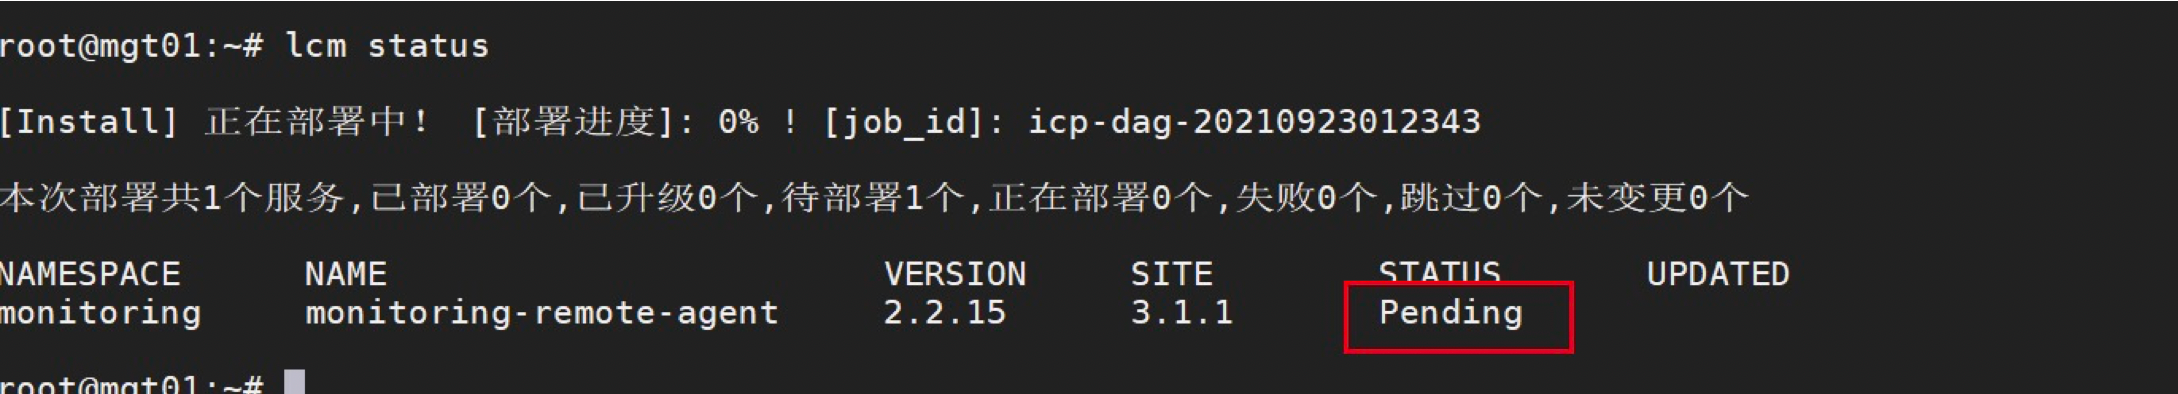 root@mgt01:~# lcm status
[Install] 正在部署中! [部署进度]: 0% ! [job_id]: icp-dag-20210923012343
本次部署共1个服务,已部署0个,已升级0个,待部署1个,正在部署0个,失败0个,跳过0个,未变更0个
NAMESPACE NAME VERSION SITE STATUS UPDATED
monitoring monitoring-remote-agent 2.2.15 3.1.1 Pending
root@mgt01:~#